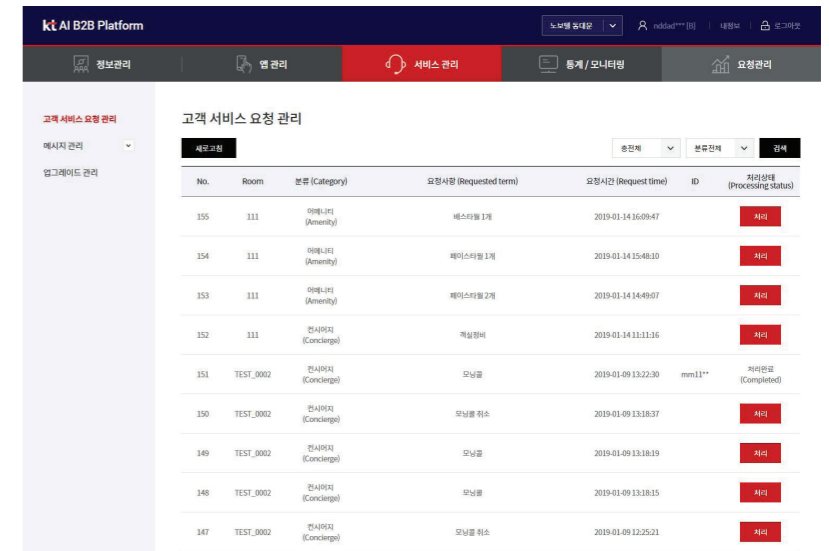 kt AI B2B Platform
노보텔 동대문
nddad*** [B]
내정보
로그아웃
정보관리
앱 관리
서비스 관리
통계 / 모니터링
요청관리
고객 서비스 요청 관리
메시지 관리
업그레이드 관리
고객 서비스 요청 관리
새로고침
층전체
분류전체
검색
No. Room 분류 (Category) 요청사항 (Requested term) 요청시간 (Request time) ID 처리상태
(Processing status)
155 111 어메니티 베스타월 1개 2019-01-14 16:09:47 처리
(Amenity)
154 111 어메니티 페이스타월 1개 2019-01-14 15:48:10 처리
(Amenity)
153 111 어메니티 페이스타월 2개 2019-01-14 14:49:07 처리
(Amenity)
152 111 컨시어지 객실정비 2019-01-14 11:11:16 처리
(Concierge)
151 TEST_0002 컨시어지 모닝콜 2019-01-09 13:22:30 mm11** 처리완료
(Concierge) (Completed)
150 TEST_0002 컨시어지 모닝콜 취소 2019-01-09 13:18:37 처리
(Concierge)
149 TEST_0002 컨시어지 모닝콜 2019-01-09 13:18:19 처리
(Concierge)
148 TEST_0002 컨시어지 모닝콜 2019-01-09 13:18:15 처리
(Concierge)
147 TEST_0002 컨시어지 모닝콜 취소 2019-01-09 12:25:21 처리
(Concierge)